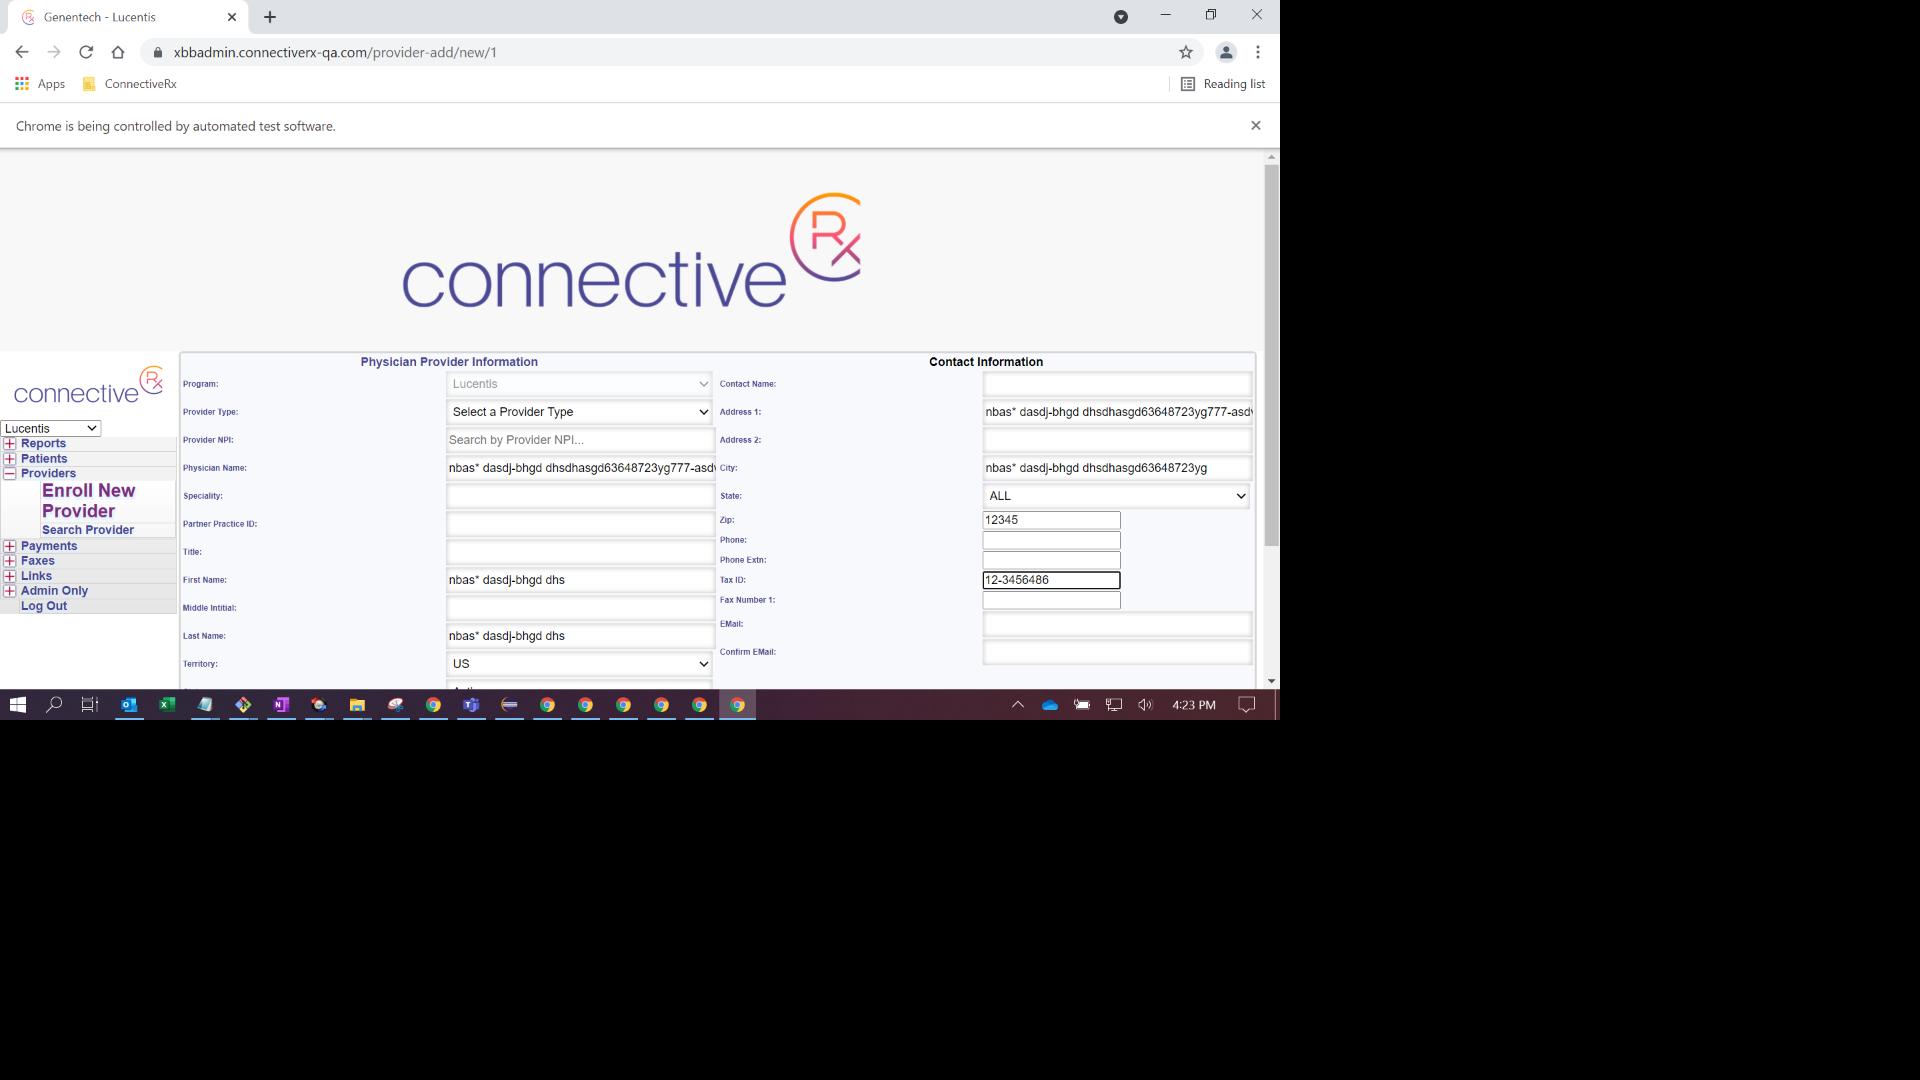 Genentech - Lucentis
xbbadmin.connectiverx-qa.com/provider-add/new/1
Apps ConnectiveRx Reading list
Chrome is being controlled by automated test software.
connective Rx
connective Rx
Lucentis
Reports
Patients
Providers
Enroll New
Provider
Search Provider
Payments
Faxes
Links
Admin Only
Log Out
Physician Provider Information
Program: Lucentis
Provider Type: Select a Provider Type
Provider NPI: Search by Provider NPI...
Physician Name: nbas* dasdj-bhgd dhsdhasgd63648723yg777-asdv
Speciality:
Partner Practice ID:
Title:
First Name: nbas* dasdj-bhgd dhs
Middle Intitial:
Last Name: nbas* dasdj-bhgd dhs
Territory: US
Contact Information
Contact Name:
Address 1: nbas* dasdj-bhgd dhsdhasgd63648723yg777-asdv
Address 2:
City: nbas* dasdj-bhgd dhsdhasgd63648723yg
State: ALL
Zip: 12345
Phone:
Phone Extn:
Tax ID: 12-3456486
Fax Number 1:
EMail:
Confirm EMail:
4:23 PM